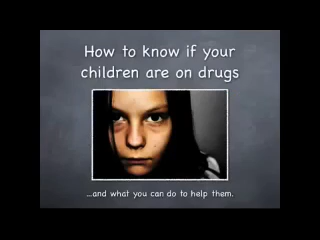 How to know if your
children are on drugs
...and what you can do to help them.